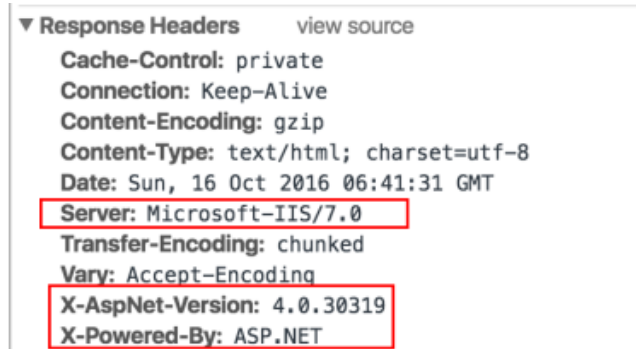 ▼ Response Headers view source
Cache-Control: private
Connection: Keep-Alive
Content-Encoding: gzip
Content-Type: text/html; charset=utf-8
Date: Sun, 16 Oct 2016 06:41:31 GMT
Server: Microsoft-IIS/7.0
Transfer-Encoding: chunked
Vary: Accept-Encoding
X-AspNet-Version: 4.0.30319
X-Powered-By: ASP.NET